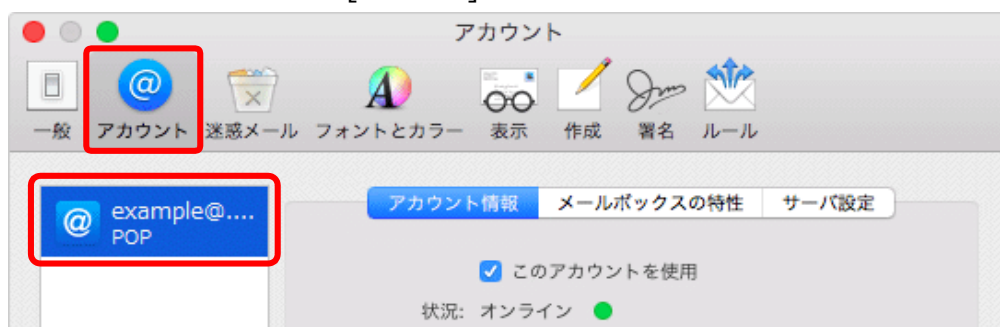 アカウント
一般 アカウント 迷惑メール フォントとカラー 表示 作成 署名 ルール
example@....
POP
アカウント情報 メールボックスの特性 サーバ設定
このアカウントを使用
状況: オンライン